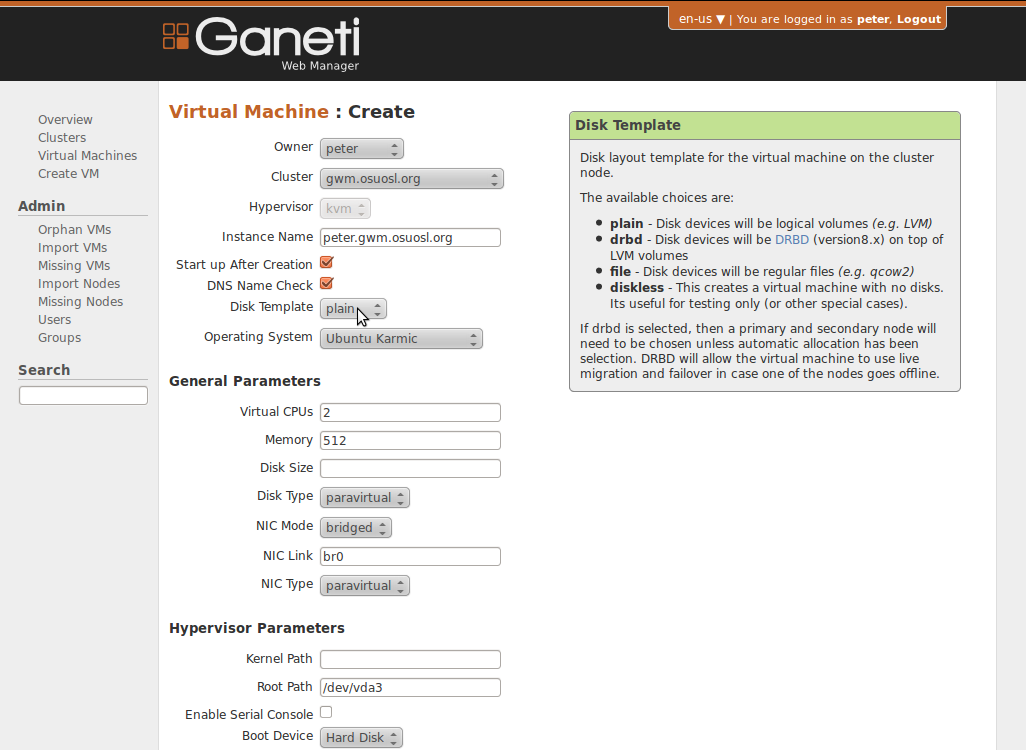 en-us ▼ | You are logged in as peter, Logout
Ganeti
Web Manager
Overview
Clusters
Virtual Machines
Create VM
Admin
Orphan VMs
Import VMs
Missing VMs
Import Nodes
Missing Nodes
Users
Groups
Search
Virtual Machine : Create
Owner peter
Cluster gwm.osuosl.org
Hypervisor kvm
Instance Name peter.gwm.osuosl.org
Start up After Creation
DNS Name Check
Disk Template plain
Operating System Ubuntu Karmic
General Parameters
Virtual CPUs 2
Memory 512
Disk Size
Disk Type paravirtual
NIC Mode bridged
NIC Link br0
NIC Type paravirtual
Hypervisor Parameters
Kernel Path
Root Path /dev/vda3
Enable Serial Console
Boot Device Hard Disk
Disk Template
Disk layout template for the virtual machine on the cluster
node.
The available choices are:
• plain - Disk devices will be logical volumes (e.g. LVM)
• drbd - Disk devices will be DRBD (version8.x) on top of
LVM volumes
• file - Disk devices will be regular files (e.g. qcow2)
• diskless - This creates a virtual machine with no disks.
Its useful for testing only (or other special cases).
If drbd is selected, then a primary and secondary node will
need to be chosen unless automatic allocation has been
selection. DRBD will allow the virtual machine to use live
migration and failover in case one of the nodes goes offline.